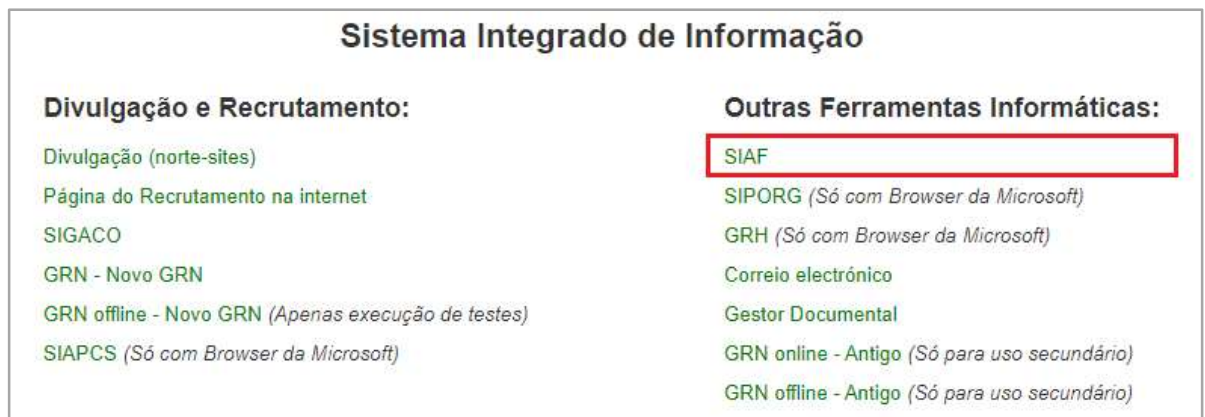 Sistema Integrado de Informação
Divulgação e Recrutamento:
Divulgação (norte-sites)
Página do Recrutamento na internet
SIGACO
GRN - Novo GRN
GRN offline - Novo GRN (Apenas execução de testes)
SIAPCS (Só com Browser da Microsoft)
Outras Ferramentas Informáticas:
SIAF
SIPORG (Só com Browser da Microsoft)
GRH (Só com Browser da Microsoft)
Correio electrónico
Gestor Documental
GRN online - Antigo (Só para uso secundário)
GRN offline - Antigo (Só para uso secundário)